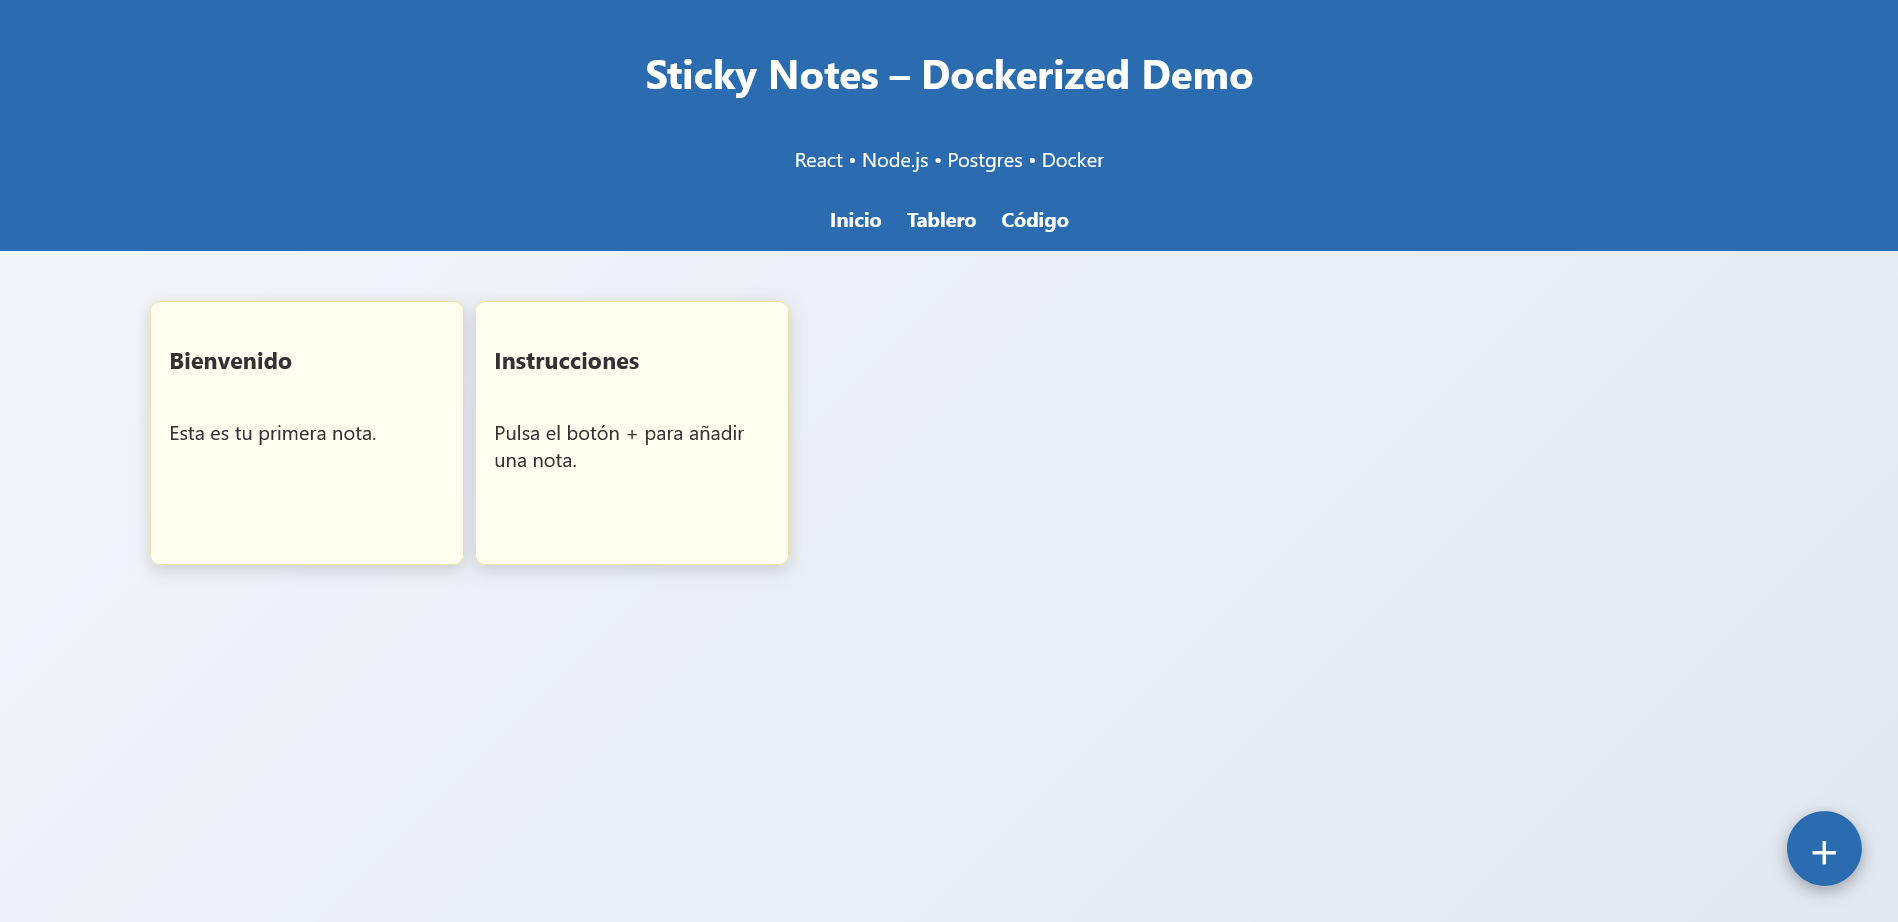 Sticky Notes – Dockerized Demo
React • Node.js • Postgres • Docker
Inicio Tablero Código
Bienvenido
Esta es tu primera nota.
Instrucciones
Pulsa el botón + para añadir
una nota.
+